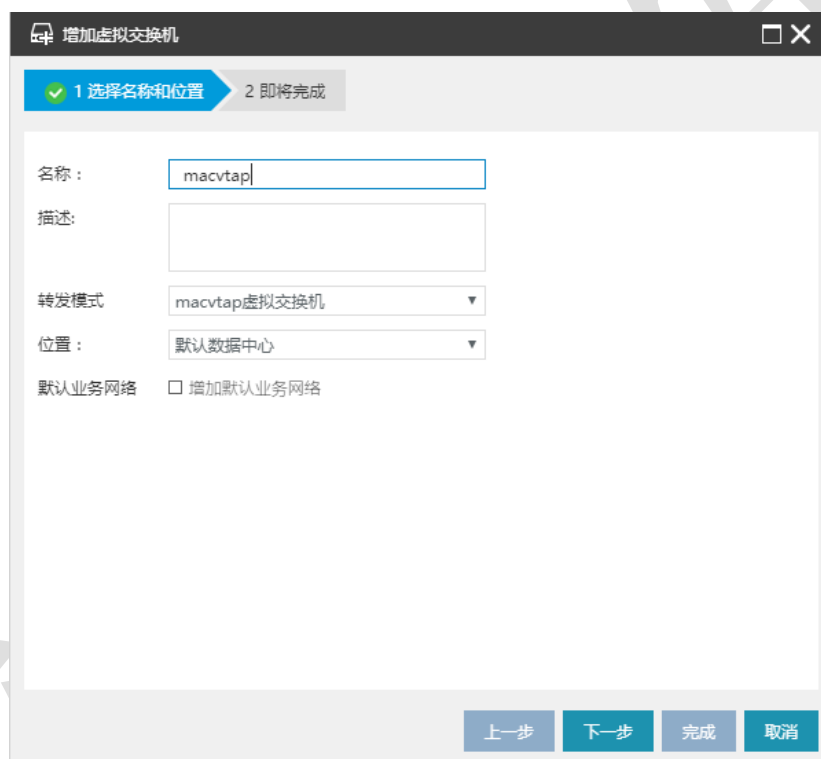 增加虚拟交换机
1 选择名称和位置 2 即将完成
名称： macvtap
描述:
转发模式 macvtap虚拟交换机
位置： 默认数据中心
默认业务网络 增加默认业务网络
上一步 下一步 完成 取消